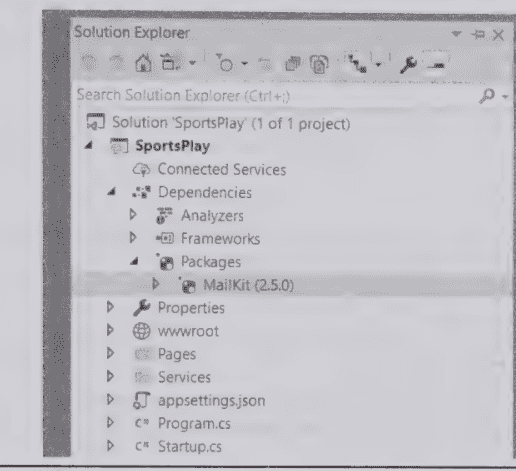 Solution Explorer
Search Solution Explorer (Ctrl+;)
Solution 'SportsPlay' (1 of 1 project)
SportsPlay
Connected Services
Dependencies
Analyzers
Frameworks
Packages
MailKit (2.5.0)
Properties
wwwroot
Pages
Services
appsettings.json
C# Program.cs
C# Startup.cs